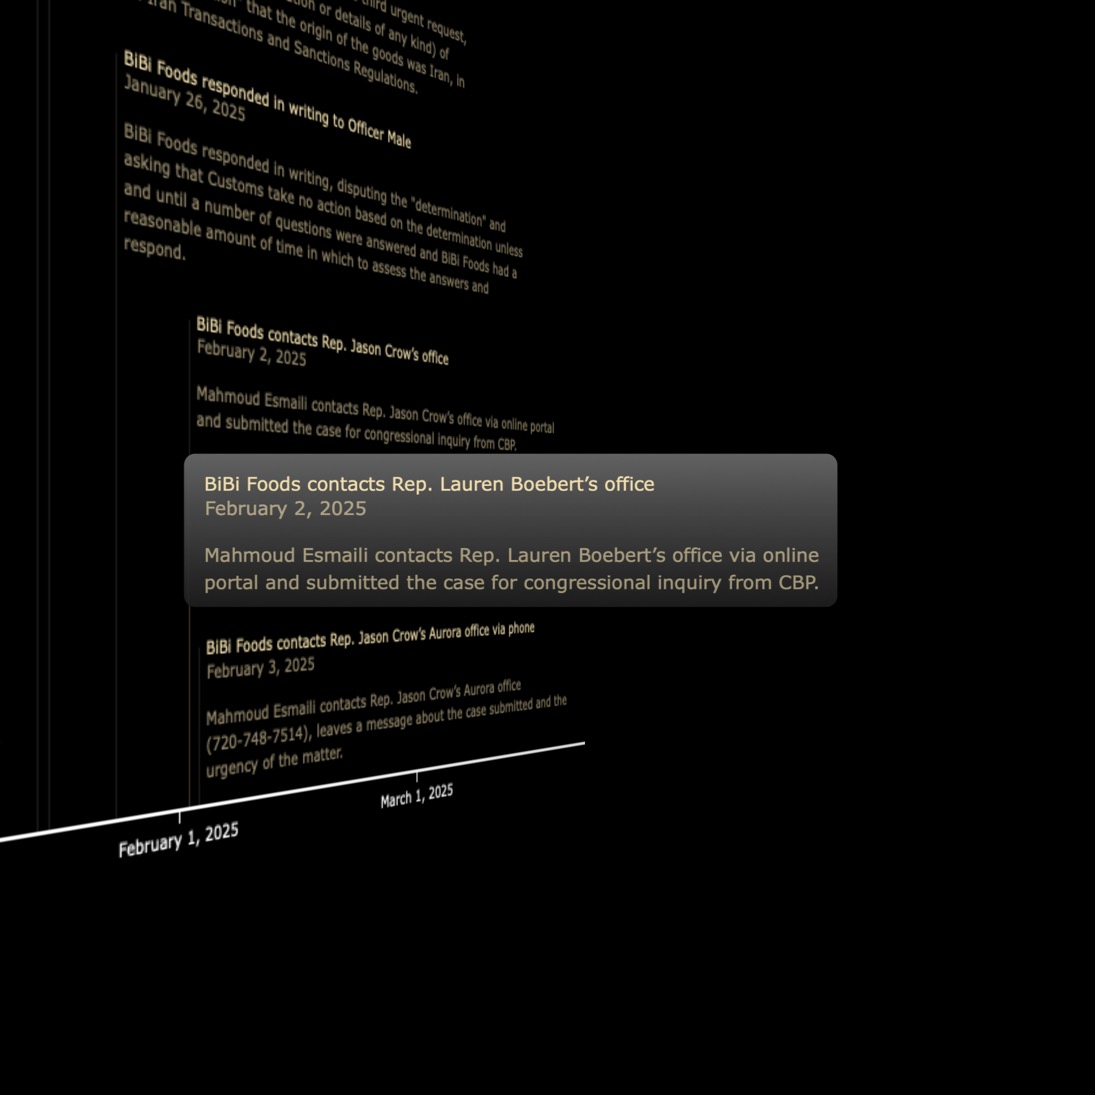 third urgent request,
or details of any kind) of
that the origin of the goods was Iran, in
Iran Transactions and Sanctions Regulations.
BiBi Foods responded in writing to Officer Male
January 26, 2025
BiBi Foods responded in writing, disputing the "determination" and
asking that Customs take no action based on the determination unless
and until a number of questions were answered and BiBi Foods had a
reasonable amount of time in which to assess the answers and
respond.
BiBi Foods contacts Rep. Jason Crow’s office
February 2, 2025
Mahmoud Esmaili contacts Rep. Jason Crow’s office via online portal
and submitted the case for congressional inquiry from CBP.
BiBi Foods contacts Rep. Lauren Boebert’s office
February 2, 2025
Mahmoud Esmaili contacts Rep. Lauren Boebert’s office via online
portal and submitted the case for congressional inquiry from CBP.
BiBi Foods contacts Rep. Jason Crow’s Aurora office via phone
February 3, 2025
Mahmoud Esmaili contacts Rep. Jason Crow’s Aurora office
(720-748-7514), leaves a message about the case submitted and the
urgency of the matter.
February 1, 2025
March 1, 2025